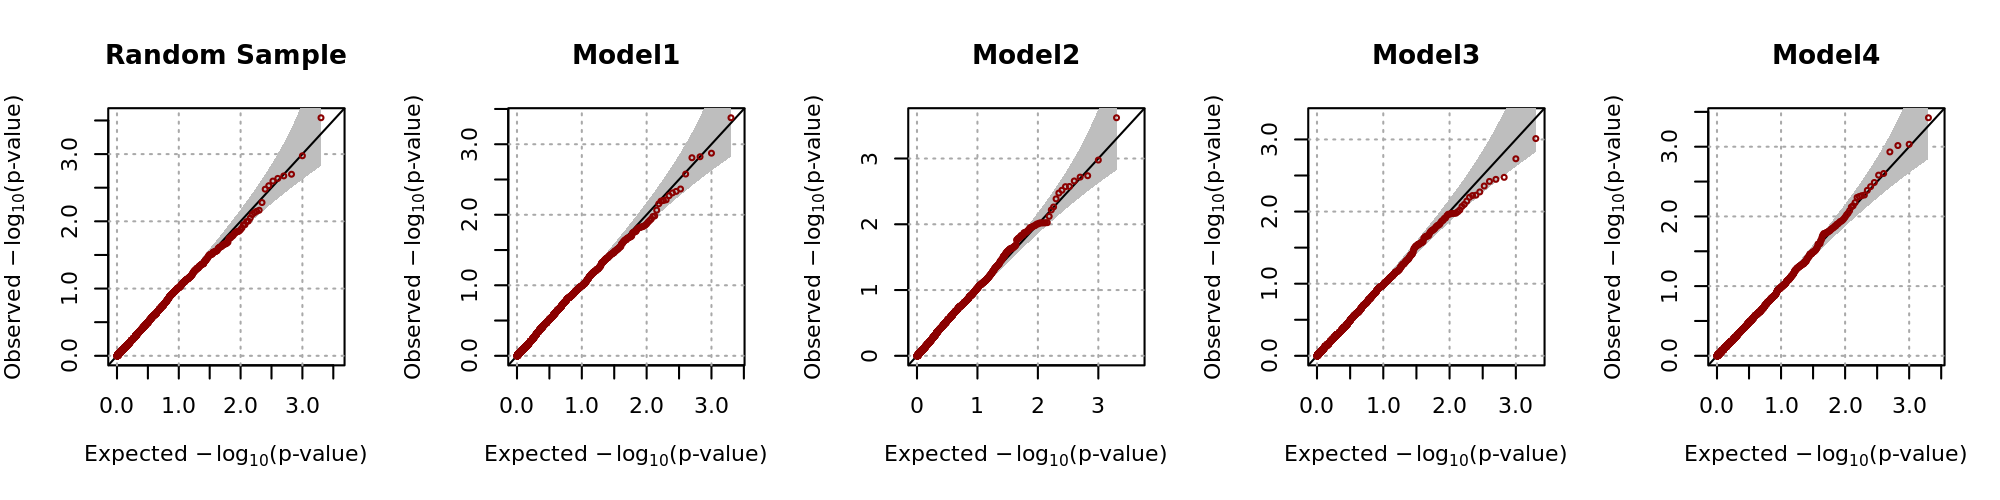 Random Sample
Observed −log10(p-value)
0.0 1.0 2.0 3.0
0.0 1.0 2.0 3.0
Expected −log10(p-value)
Model1
Observed −log10(p-value)
0.0 1.0 2.0 3.0
0.0 1.0 2.0 3.0
Expected −log10(p-value)
Model2
Observed −log10(p-value)
0 1 2 3
0 1 2 3
Expected −log10(p-value)
Model3
Observed −log10(p-value)
0.0 1.0 2.0 3.0
0.0 1.0 2.0 3.0
Expected −log10(p-value)
Model4
Observed −log10(p-value)
0.0 1.0 2.0 3.0
0.0 1.0 2.0 3.0
Expected −log10(p-value)